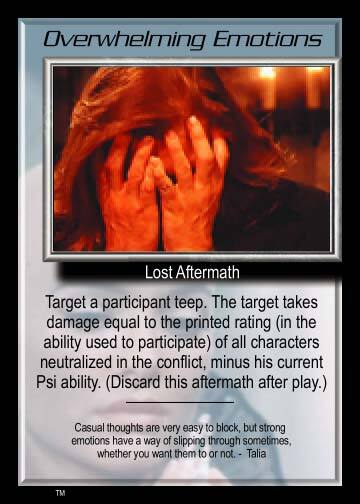 Overwhelming Emotions
Lost Aftermath
Target a participant teep. The target takes
damage equal to the printed rating (in the
ability used to participate) of all characters
neutralized in the conflict, minus his current
Psi ability. (Discard this aftermath after play.)
Casual thoughts are very easy to block, but strong
emotions have a way of slipping through sometimes,
whether you want them to or not. - Talia
TM